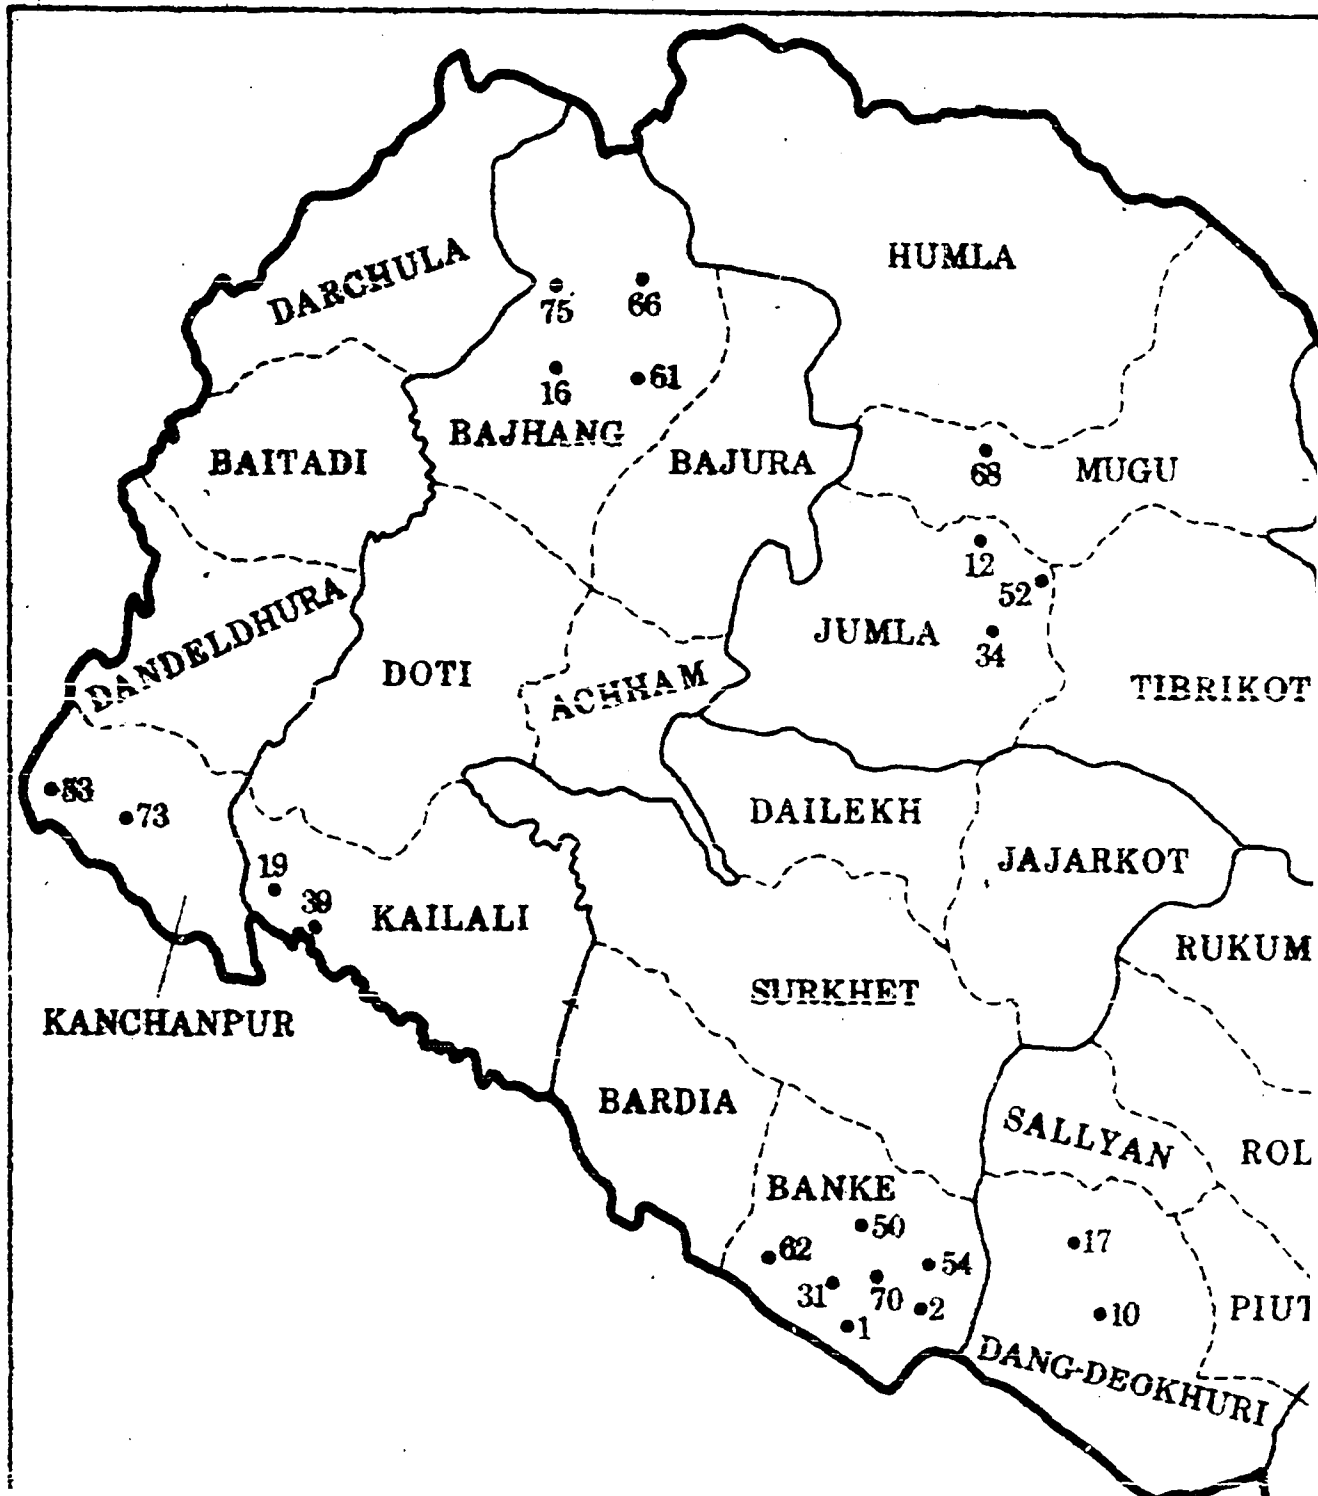 HUMLA
DARCHULA
75
66
16
61
BAJHANG
BAITADI
BAJURA
68
MUGU
12
52
DANDELDHURA
JUMLA
34
DOTI
ACHHAM
TIBRIKOT
73
DAILEKH
19
JAJARKOT
39
KAILALI
RUKUM
SURKHET
KANCHANPUR
BARDIA
SALLYAN
ROL
BANKE
50
17
62
54
31
70
2
10
PIUT
1
DANG-DEOKHURI